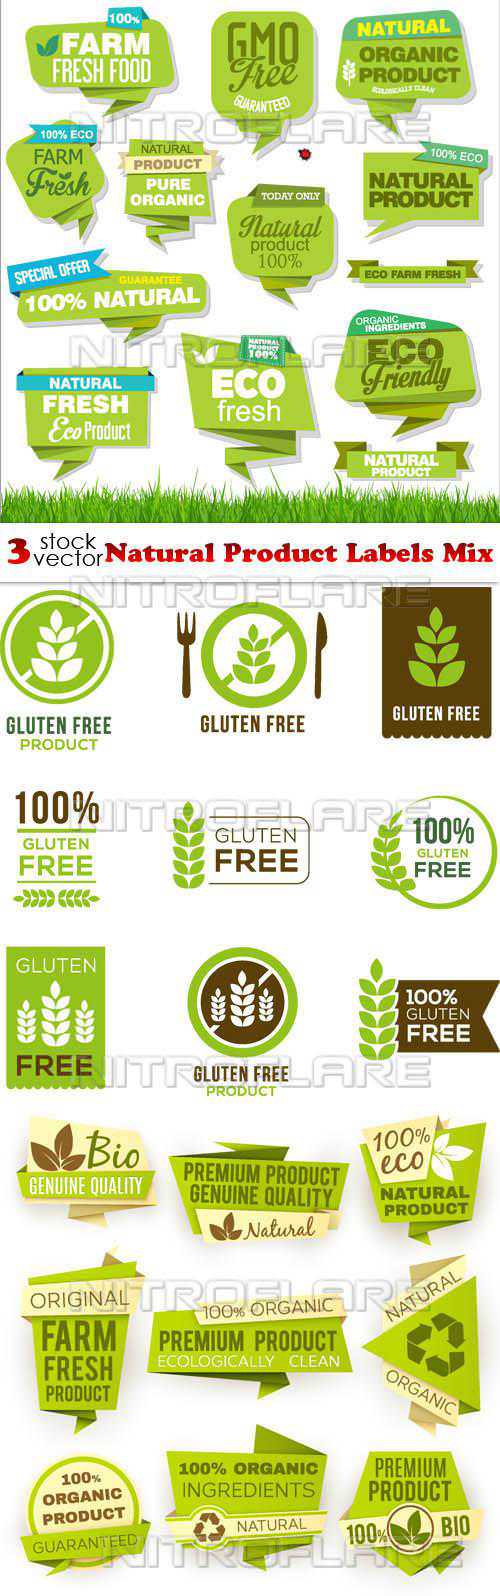 100%
FARM
FRESH FOOD
GMO
Free
GUARANTEED
NATURAL
ORGANIC
PRODUCT
ECOLOGICALLY CLEAN
NITROFLARE
100% ECO
FARM
Fresh
NATURAL
PRODUCT
PURE
ORGANIC
TODAY ONLY
Natural
product
100%
100% ECO
NATURAL
PRODUCT
SPECIAL OFFER
GUARANTEE
100% NATURAL
ECO FARM FRESH
NITROFLARE
NATURAL
FRESH
Eco Product
NATURAL
PRODUCT
100%
ECO
fresh
ORGANIC
INGREDIENTS
ECO
Friendly
NATURAL
PRODUCT
3 stock
vector
Natural Product Labels Mix
NITROFLARE
GLUTEN FREE
PRODUCT
GLUTEN FREE
GLUTEN FREE
NITROFLARE
100%
GLUTEN
FREE
GLUTEN
FREE
100%
GLUTEN
FREE
GLUTEN
FREE
GLUTEN FREE
PRODUCT
100%
GLUTEN
FREE
NITROFLARE
Bio
GENUINE QUALITY
PREMIUM PRODUCT
GENUINE QUALITY
Natural
100%
eco
NATURAL
PRODUCT
NITROFLARE
ORIGINAL
FARM
FRESH
PRODUCT
100% ORGANIC
PREMIUM PRODUCT
ECOLOGICALLY CLEAN
NATURAL
ORGANIC
100%
ORGANIC
PRODUCT
GUARANTEED
100% ORGANIC
INGREDIENTS
NATURAL
PREMIUM
PRODUCT
100% BIO
NITROFLARE